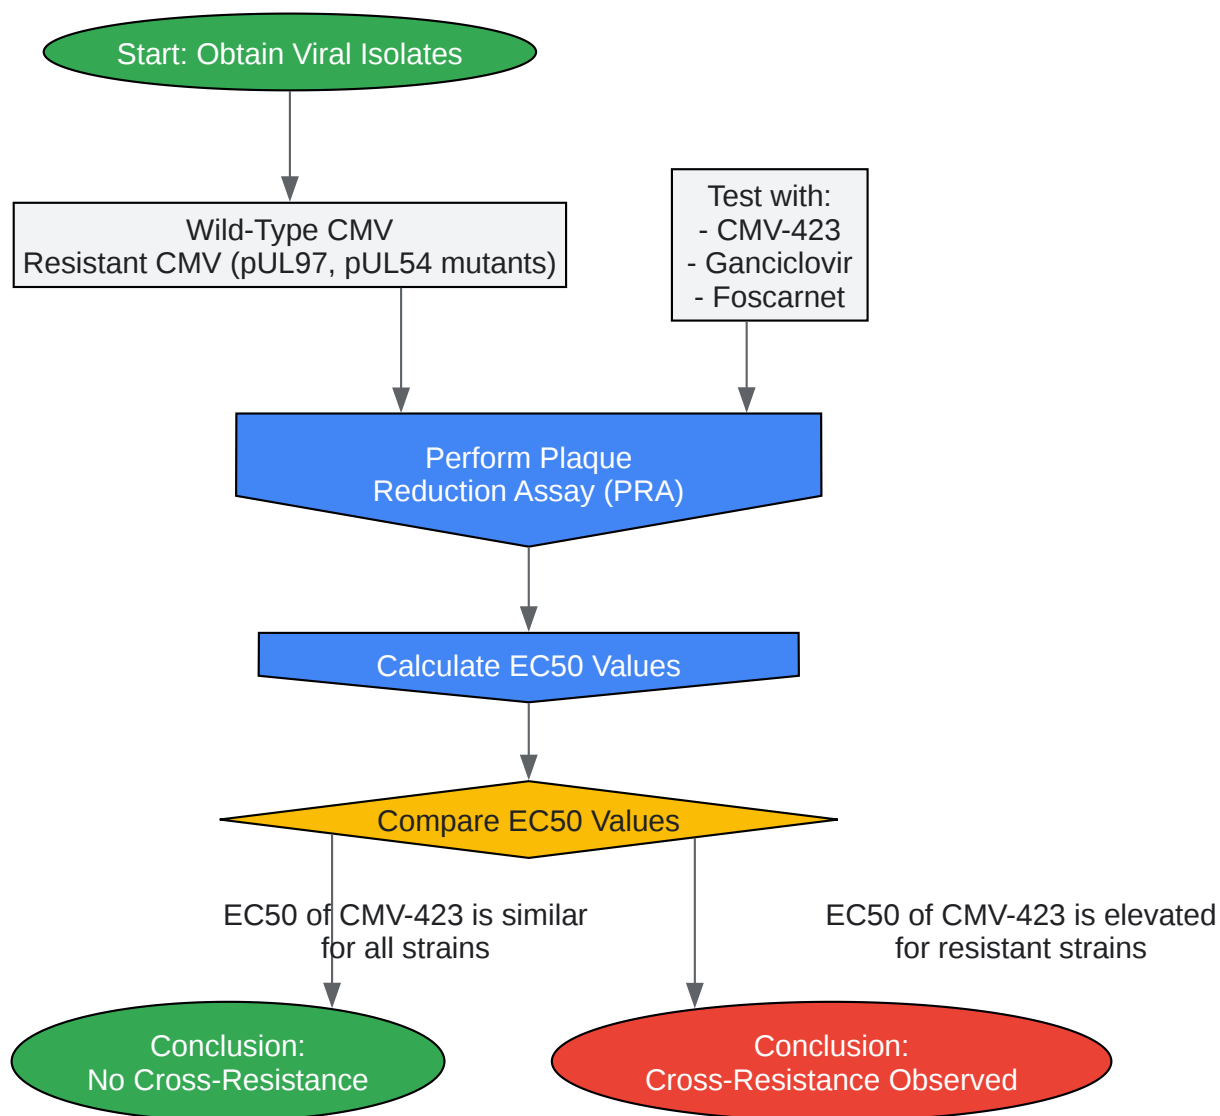 Start: Obtain Viral Isolates
Wild-Type CMV
Resistant CMV (pUL97, pUL54 mutants)
Test with:
- CMV-423
- Ganciclovir
- Foscarnet
Perform Plaque
Reduction Assay (PRA)
Calculate EC50 Values
Compare EC50 Values
EC50 of CMV-423 is similar
for all strains
EC50 of CMV-423 is elevated
for resistant strains
Conclusion:
No Cross-Resistance
Conclusion:
Cross-Resistance Observed